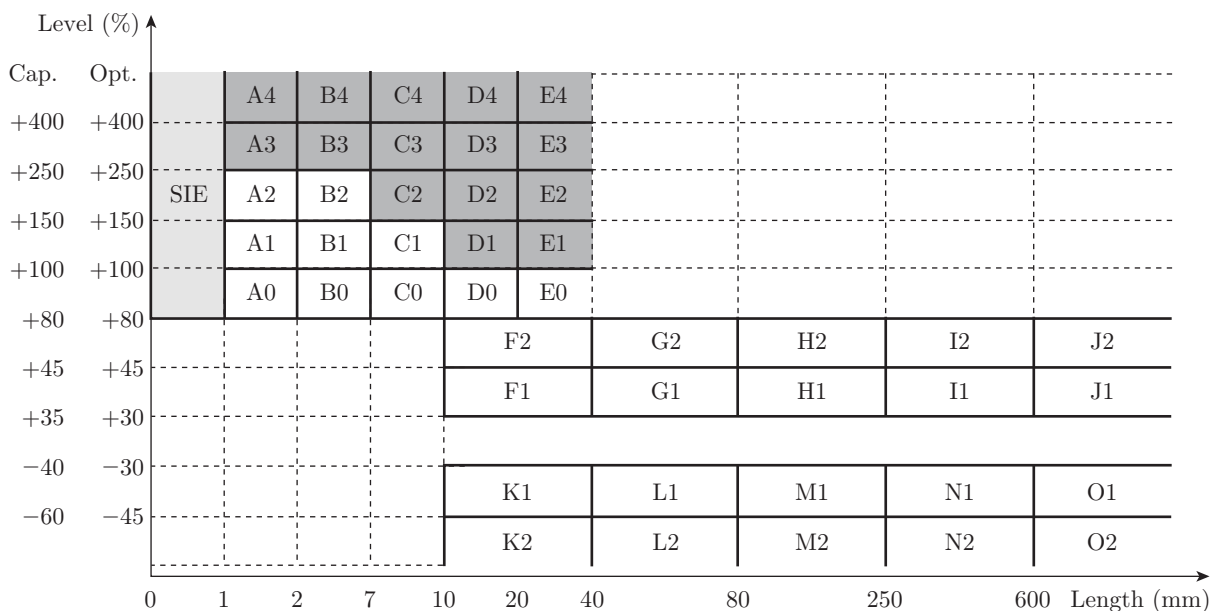 Level (%)
Cap. Opt.
A4 B4 C4 D4 E4
+400 +400
A3 B3 C3 D3 E3
+250 +250
SIE A2 B2 C2 D2 E2
+150 +150
A1 B1 C1 D1 E1
+100 +100
A0 B0 C0 D0 E0
+80 +80
F2 G2 H2 I2 J2
+45 +45
F1 G1 H1 I1 J1
+35 +30
−40 −30
K1 L1 M1 N1 O1
−60 −45
K2 L2 M2 N2 O2
0 1 2 7 10 20 40 80 250 600 Length (mm)